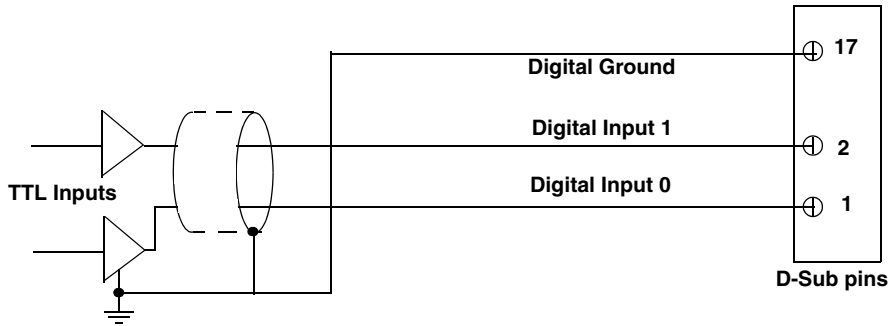 17
Digital Ground
Digital Input 1
2
TTL Inputs
Digital Input 0
1
D-Sub pins